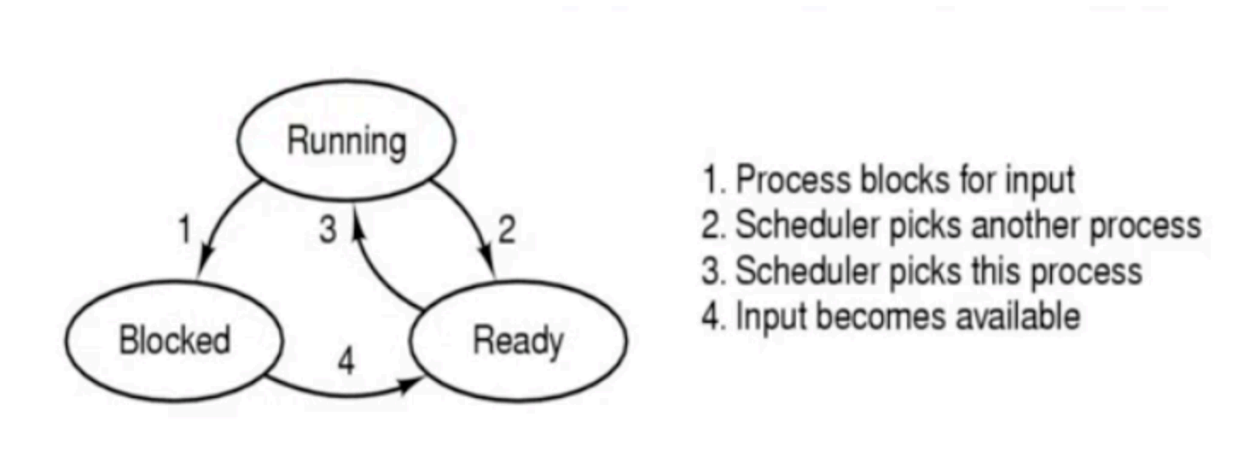 Running
1
3
2
Blocked
4
Ready
1. Process blocks for input
2. Scheduler picks another process
3. Scheduler picks this process
4. Input becomes available